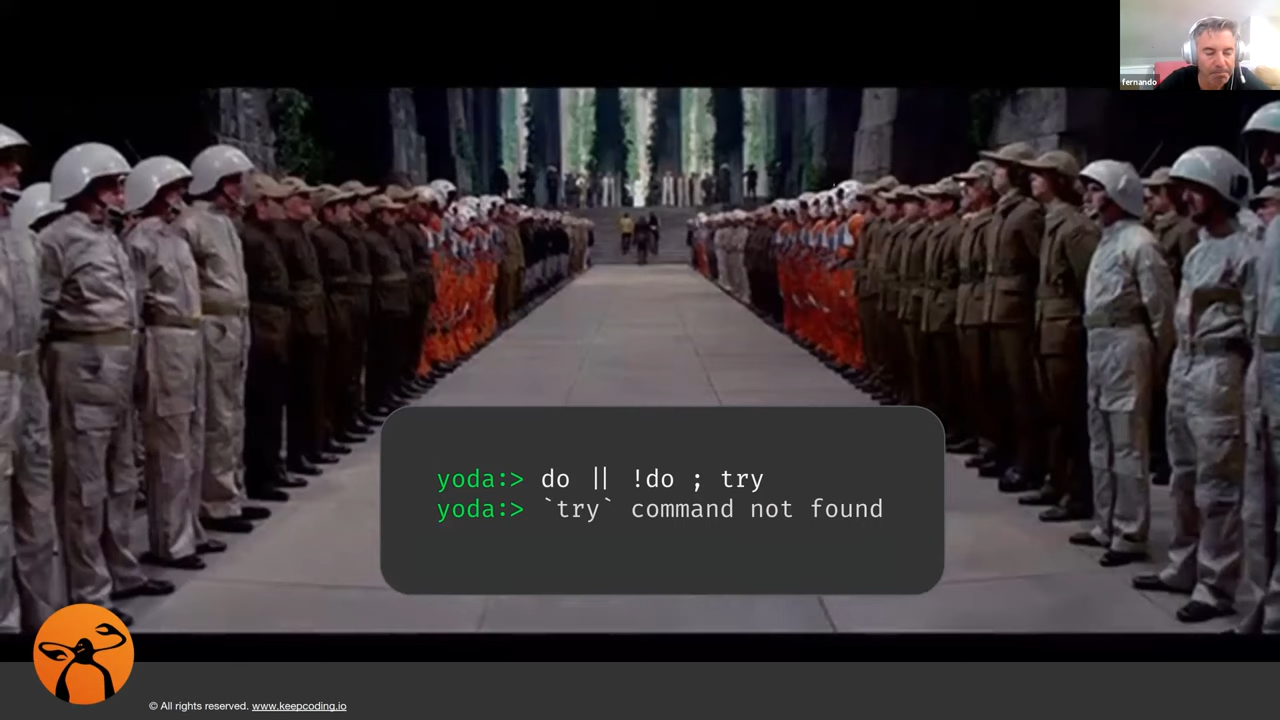 fernando
yoda:> do || !do ; try
yoda:> `try` command not found
© All rights reserved. www.keepcoding.io